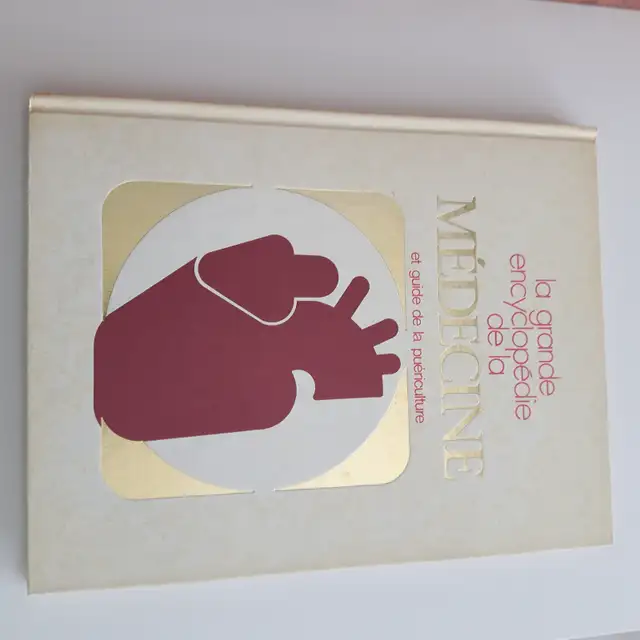 la grande
encyclopédie
de la
MÉDECINE
et guide de la puériculture